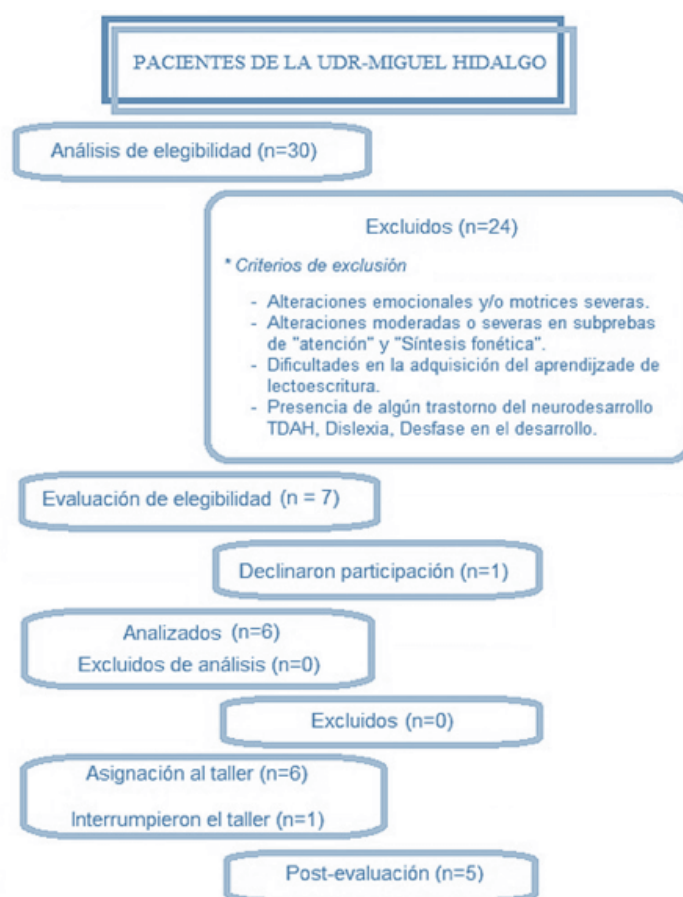 PACIENTES DE LA UDR-MIGUEL HIDALGO
Análisis de elegibilidad (n=30)
Excluidos (n=24)
* Criterios de exclusión
- Alteraciones emocionales y/o motrices severas.
- Alteraciones moderadas o severas en subprebas
de "atención" y "Síntesis fonética".
- Dificultades en la adquisición del aprendijzade de
lectoescritura.
- Presencia de algún trastorno del neurodesarrollo
TDAH, Dislexia, Desfase en el desarrollo.
Evaluación de elegibilidad (n = 7)
Declinaron participación (n=1)
Analizados (n=6)
Excluidos de análisis (n=0)
Excluidos (n=0)
Asignación al taller (n=6)
Interrumpieron el taller (n=1)
Post-evaluación (n=5)